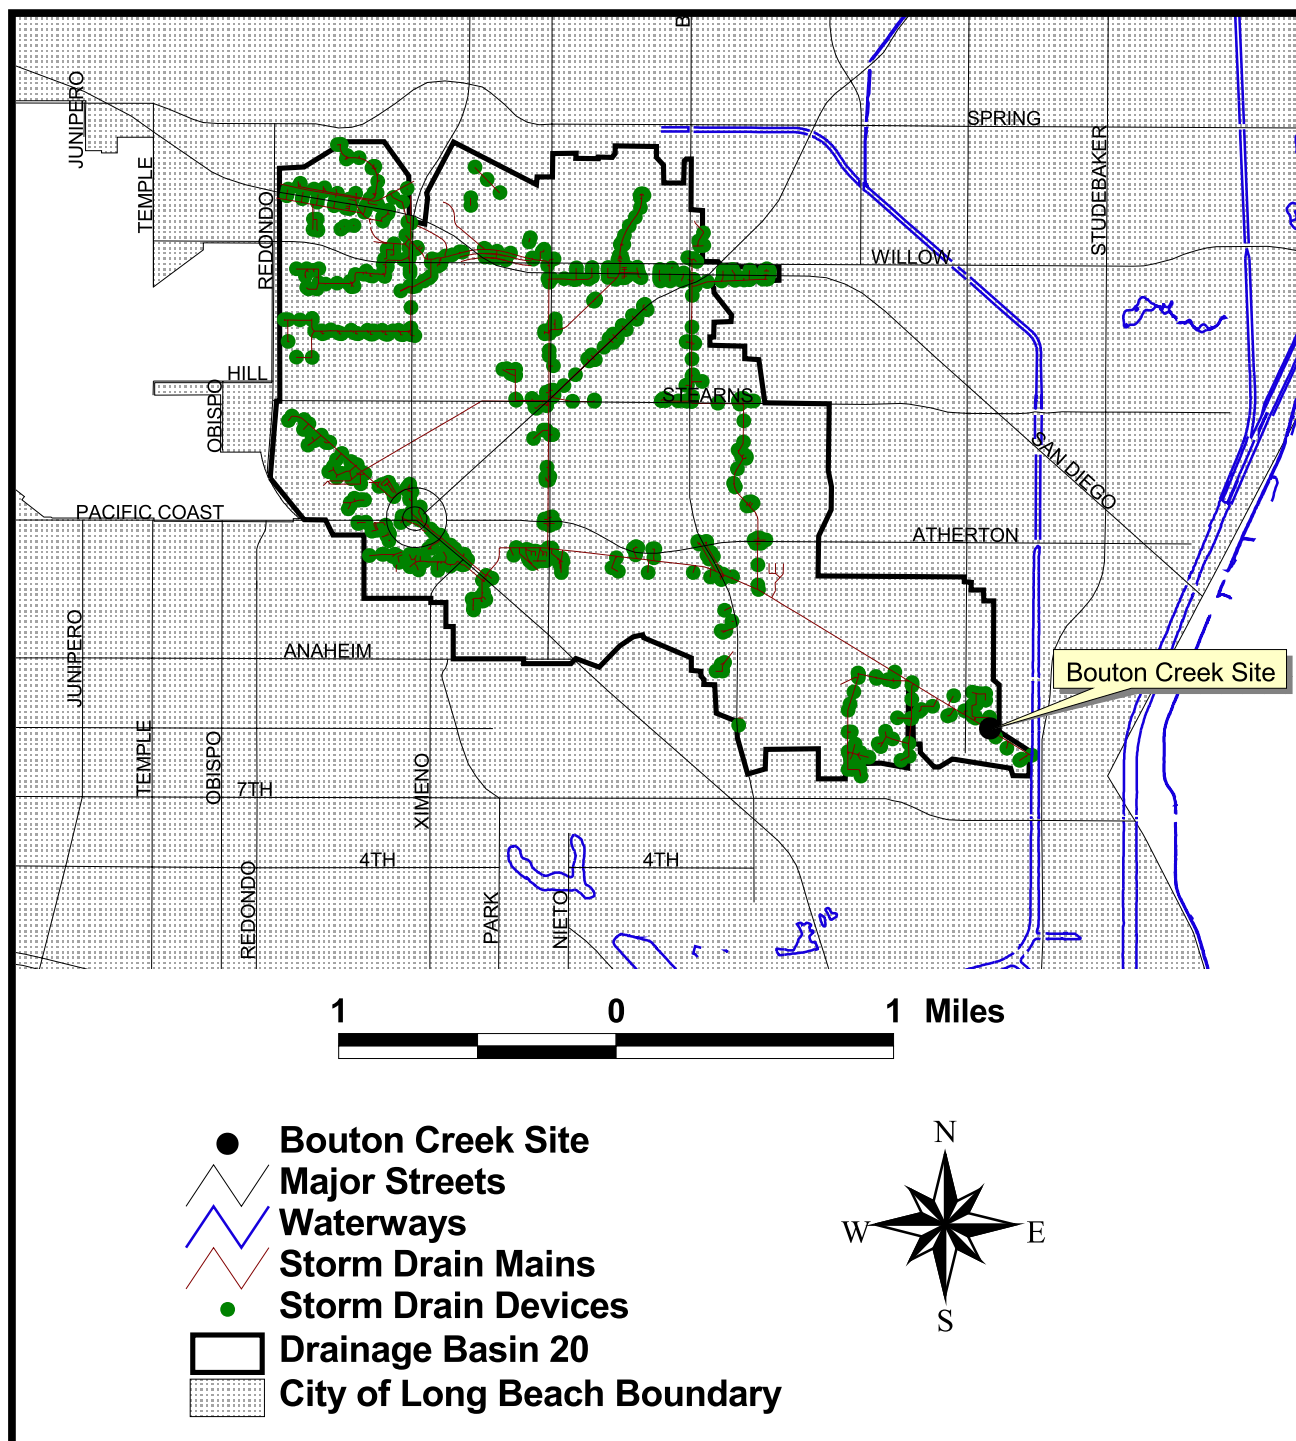 B
SPRING
JUNIPERO
STUDEBAKER
TEMPLE
REDONDO
WILLOW
HILL
STEARNS
OBISPO
SAN DIEGO
PACIFIC COAST
ATHERTON
JUNIPERO
ANAHEIM
Bouton Creek Site
TEMPLE
OBISPO
XIMENO
7TH
4TH
4TH
REDONDO
PARK
NIETO
1 0 1 Miles
Bouton Creek Site
Major Streets
Waterways
Storm Drain Mains
Storm Drain Devices
Drainage Basin 20
City of Long Beach Boundary
N
W E
S